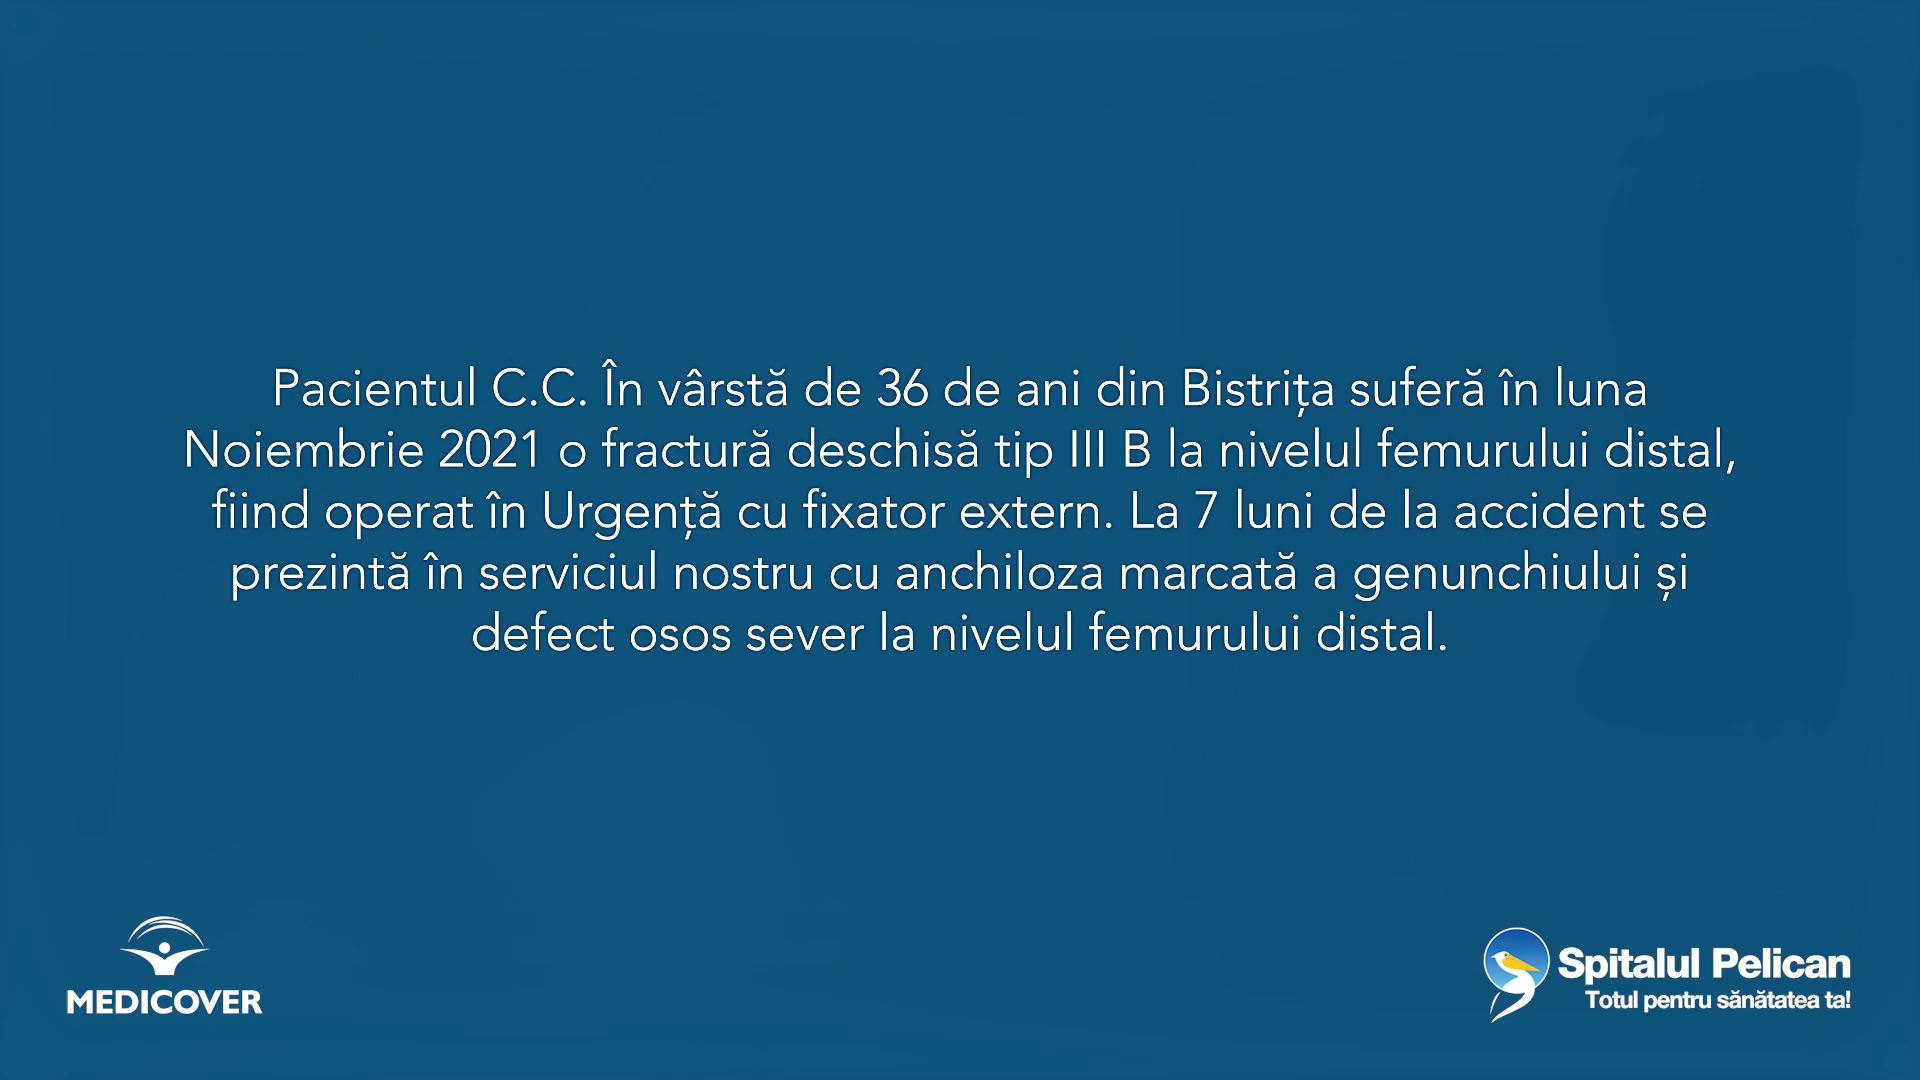 Pacientul C.C. În vârstă de 36 de ani din Bistrița suferă în luna
Noiembrie 2021 o fractură deschisă tip III B la nivelul femurului distal,
fiind operat în Urgență cu fixator extern. La 7 luni de la accident se
prezintă în serviciul nostru cu anchiloza marcată a genunchiului și
defect osos sever la nivelul femurului distal.
MEDICOVER
Spitalul Pelican
Totul pentru sănătatea ta!